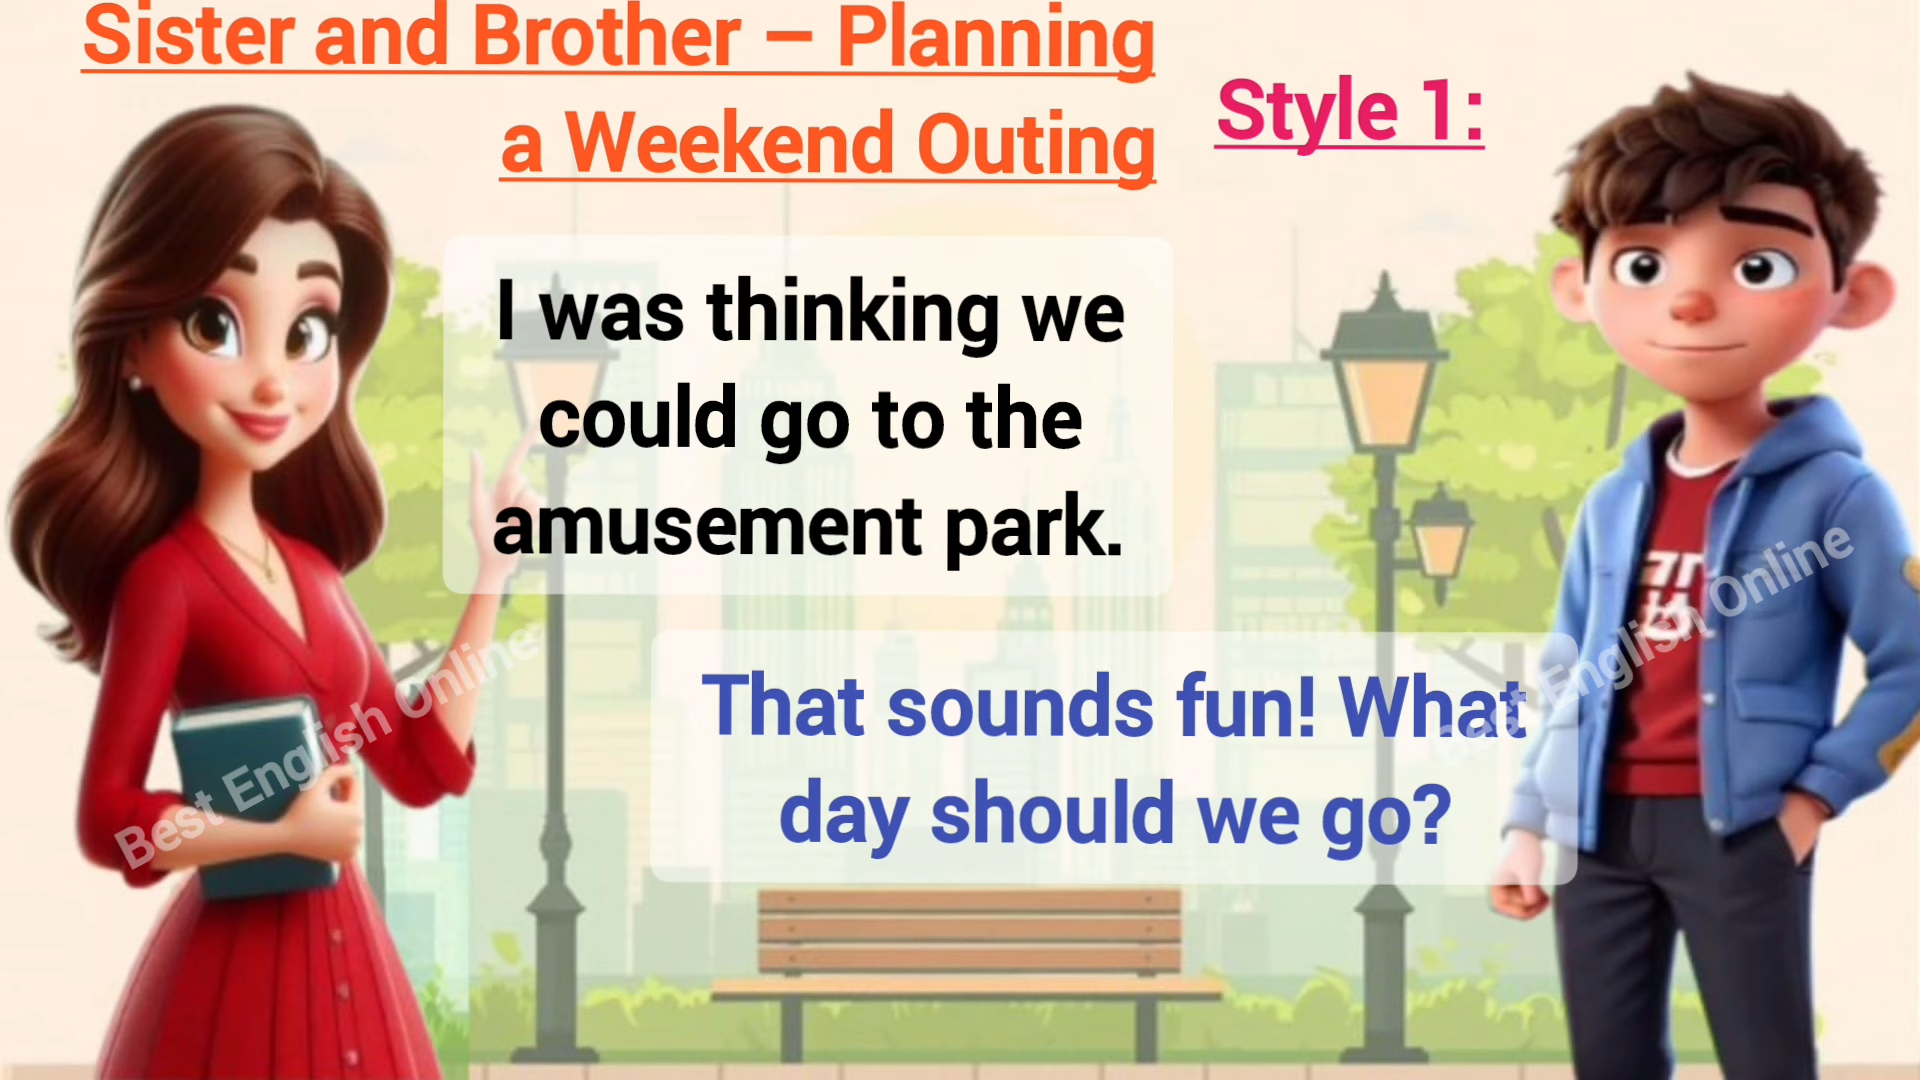 Sister and Brother – Planning
a Weekend Outing
Style 1:
I was thinking we
could go to the
amusement park.
That sounds fun! What
day should we go?
Best English Online
Best English Online